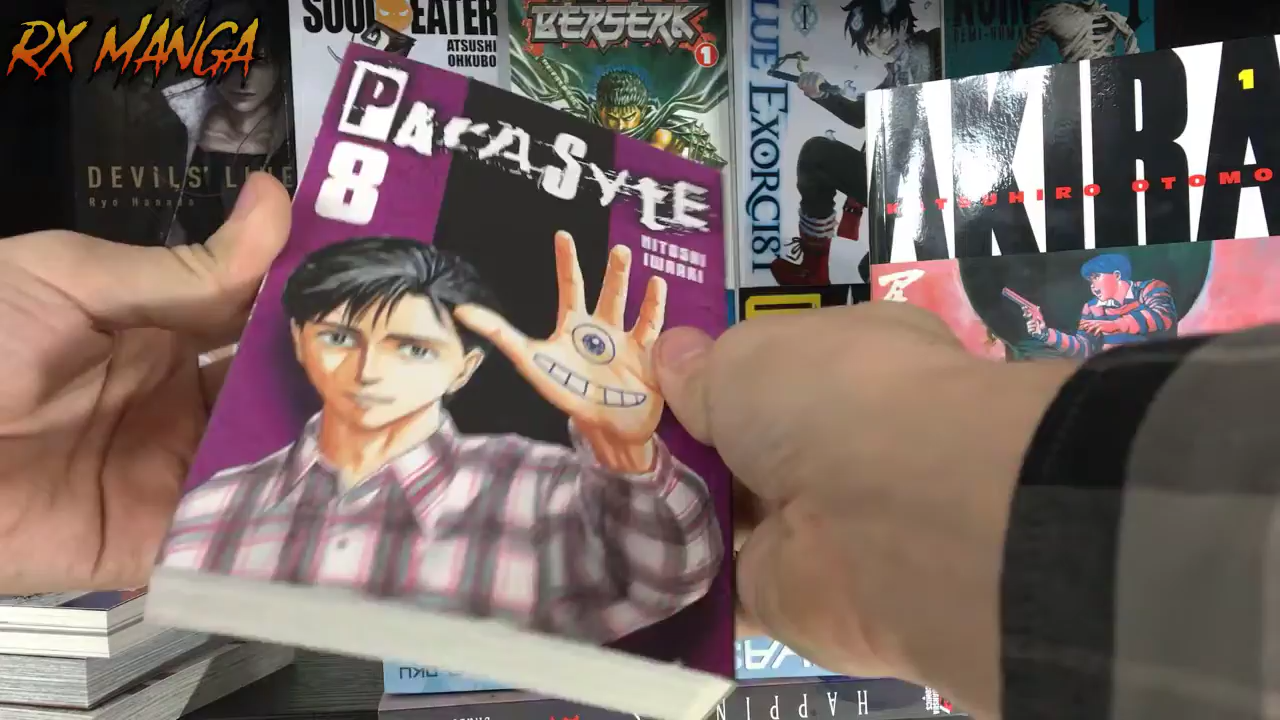 RX MANGA
SOUL EATER
ATSUSHI
OHKUBO
BERSERK
1
BLUE EXORCIST
1
AKIRA
KATSUHIRO OTOMO
DEVILS' LINE
Ryo Hanada
PARASYTE
8
HITOSHI
IWAAKI
HAPPIN